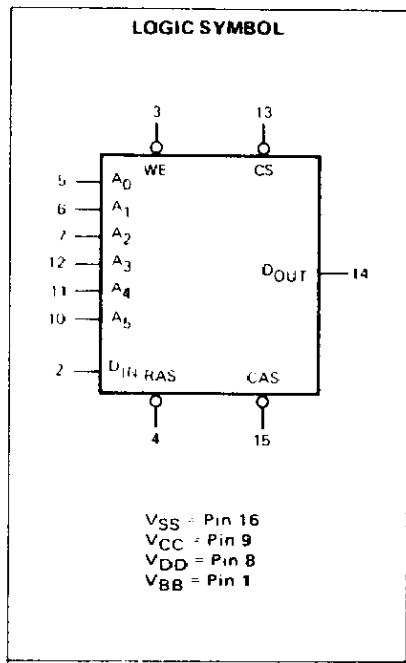 LOGIC SYMBOL
3 13
WE CS
5 A0
6 A1
7 A2
12 A3
11 A4
10 A5
DOUT 14
2 DIN RAS CAS
4 15
VSS = Pin 16
VCC = Pin 9
VDD = Pin 8
VBB = Pin 1